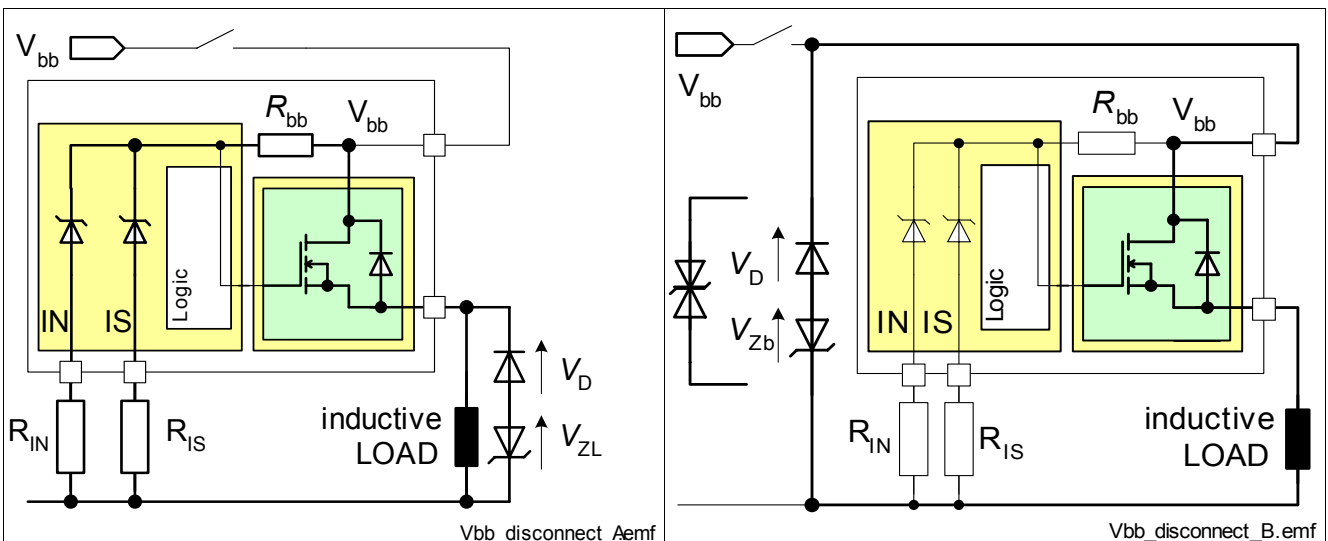 Vbb
Rbb
Vbb
Logic
IN
IS
VD
VZL
RIN
RIS
inductive
LOAD
Vbb_disconnect_A.emf
Vbb
Rbb
Vbb
VD
VZb
Logic
IN
IS
RIN
RIS
inductive
LOAD
Vbb_disconnect_B.emf